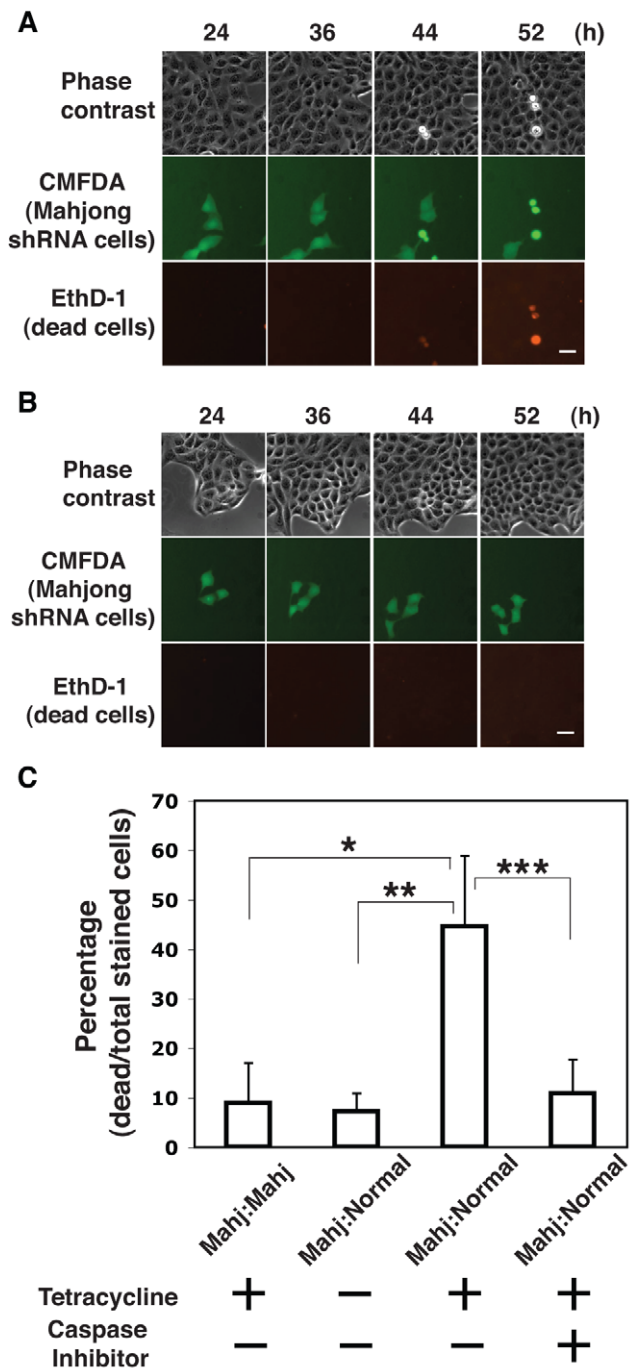 A
24 36 44 52 (h)
Phase
contrast
CMFDA
(Mahjong
shRNA cells)
EthD-1
(dead cells)
B
24 36 44 52 (h)
Phase
contrast
CMFDA
(Mahjong
shRNA cells)
EthD-1
(dead cells)
C
Percentage
(dead/total stained cells)
70
60
50
40
30
20
10
0
*
**
***
Mahj:Mahj
Mahj:Normal
Mahj:Normal
Mahj:Normal
Tetracycline + − + +
Caspase
Inhibitor − − − +